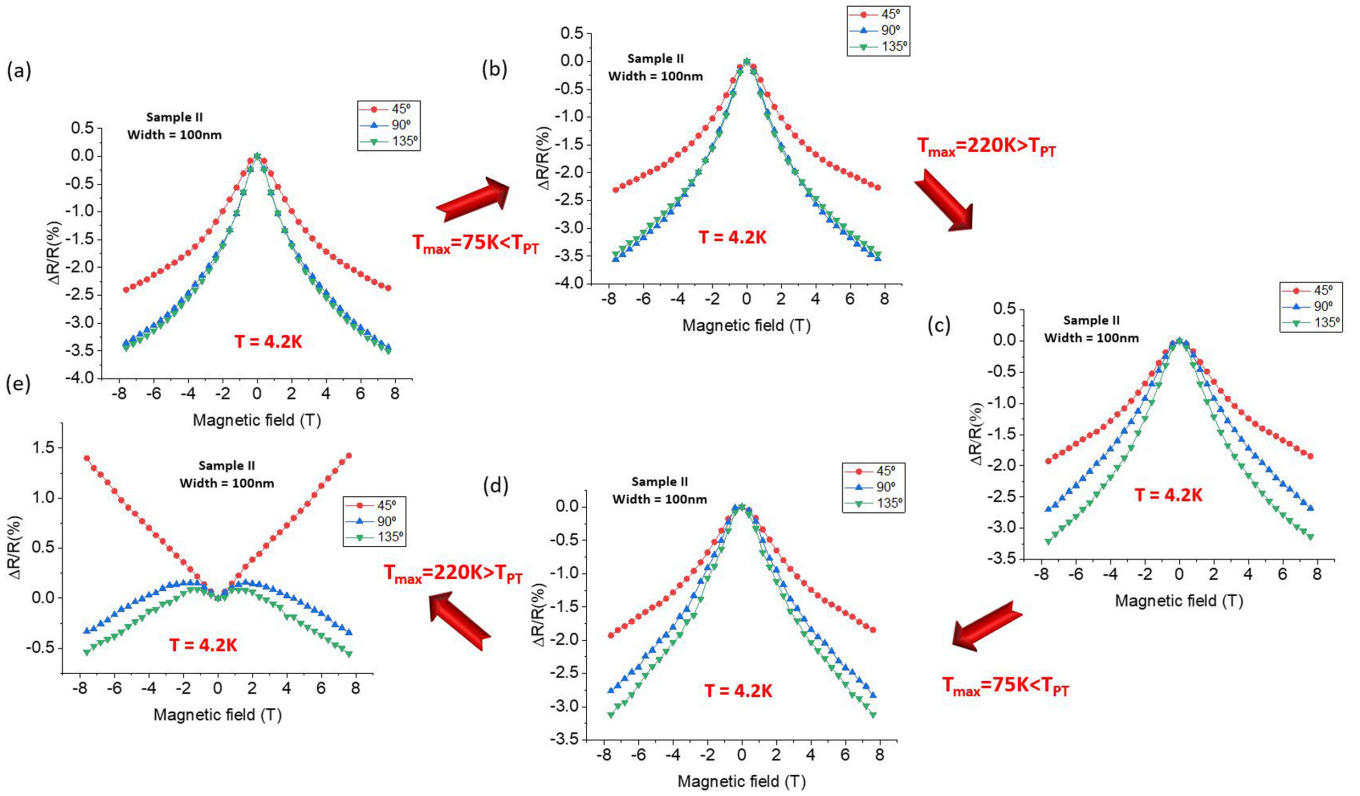 (a)
Sample II
Width = 100nm
45º
90º
135º
0.5
0.0
-0.5
-1.0
-1.5
-2.0
-2.5
-3.0
-3.5
-4.0
ΔR/R(%)
T = 4.2K
-8 -6 -4 -2 0 2 4 6 8
Magnetic field (T)
Tmax=75K<TPT
(b)
Sample II
Width = 100nm
45º
90º
135º
0.5
0.0
-0.5
-1.0
-1.5
-2.0
-2.5
-3.0
-3.5
-4.0
ΔR/R(%)
T = 4.2K
-8 -6 -4 -2 0 2 4 6 8
Magnetic field (T)
Tmax=220K>TPT
(c)
Sample II
Width = 100nm
45º
90º
135º
0.5
0.0
-0.5
-1.0
-1.5
-2.0
-2.5
-3.0
-3.5
ΔR/R(%)
T = 4.2K
-8 -6 -4 -2 0 2 4 6 8
Magnetic field (T)
Tmax=75K<TPT
(d)
Sample II
Width = 100nm
45º
90º
135º
0.5
0.0
-0.5
-1.0
-1.5
-2.0
-2.5
-3.0
-3.5
ΔR/R(%)
T = 4.2K
-8 -6 -4 -2 0 2 4 6 8
Magnetic field (T)
Tmax=220K>TPT
(e)
Sample II
Width = 100nm
45º
90º
135º
1.5
1.0
0.5
0.0
-0.5
ΔR/R(%)
T = 4.2K
-8 -6 -4 -2 0 2 4 6 8
Magnetic field (T)